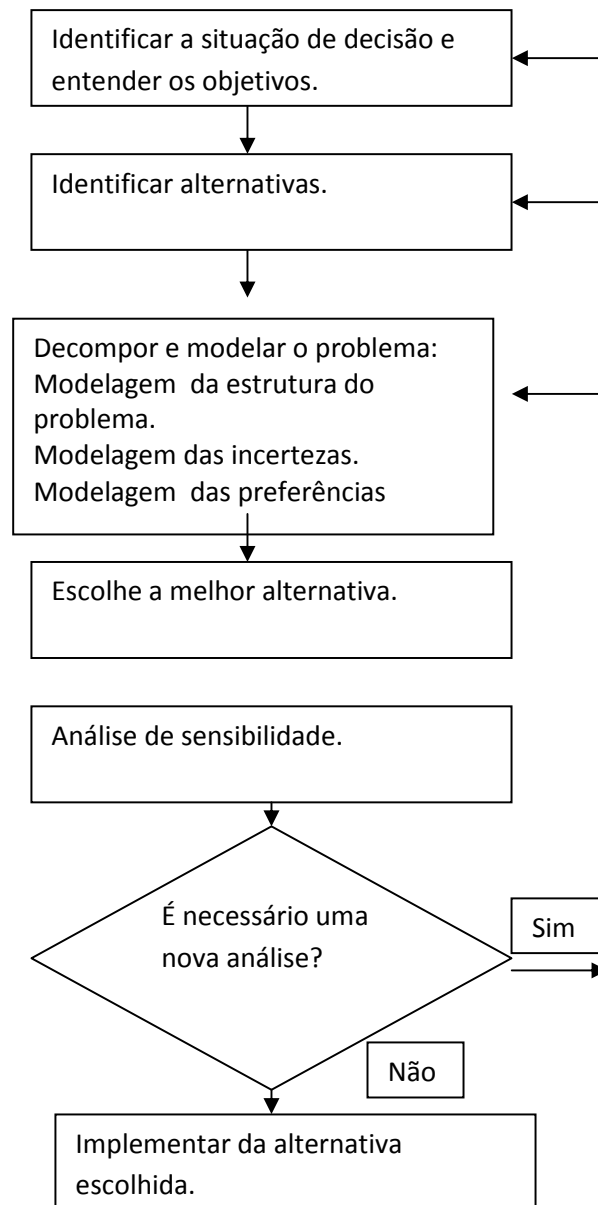 Identificar a situação de decisão e
entender os objetivos.
Identificar alternativas.
Decompor e modelar o problema:
Modelagem  da estrutura do
problema.
Modelagem das incertezas.
Modelagem  das preferências
Escolhe a melhor alternativa.
Análise de sensibilidade.
É necessário uma
nova análise?
Sim
Não
Implementar da alternativa
escolhida.